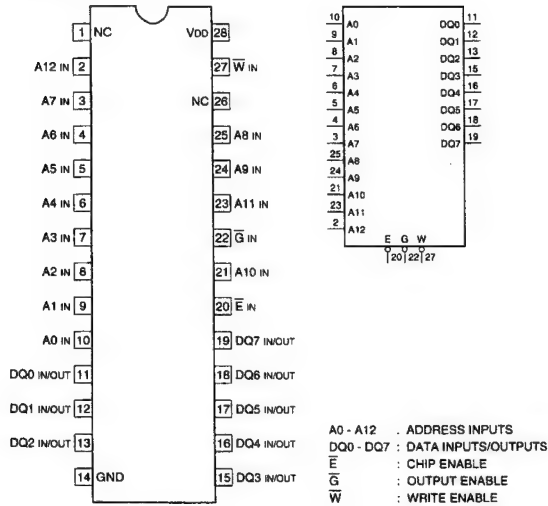 1 NC VDD 28
A12 IN 2 27 W̅ IN
A7 IN 3 NC 26
A6 IN 4 25 A8 IN
A5 IN 5 24 A9 IN
A4 IN 6 23 A11 IN
A3 IN 7 22 G̅ IN
A2 IN 8 21 A10 IN
A1 IN 9 20 E̅ IN
A0 IN 10 19 DQ7 IN/OUT
DQ0 IN/OUT 11 18 DQ6 IN/OUT
DQ1 IN/OUT 12 17 DQ5 IN/OUT
DQ2 IN/OUT 13 16 DQ4 IN/OUT
14 GND 15 DQ3 IN/OUT
10 A0 DQ0 11
9 A1 DQ1 12
8 A2 DQ2 13
7 A3 DQ3 15
6 A4 DQ4 16
5 A5 DQ5 17
4 A6 DQ6 18
3 A7 DQ7 19
25 A8
24 A9
21 A10
23 A11
2 A12
E G W
20 22 27
A0 - A12 : ADDRESS INPUTS
DQ0 - DQ7 : DATA INPUTS/OUTPUTS
E̅ : CHIP ENABLE
G̅ : OUTPUT ENABLE
W̅ : WRITE ENABLE